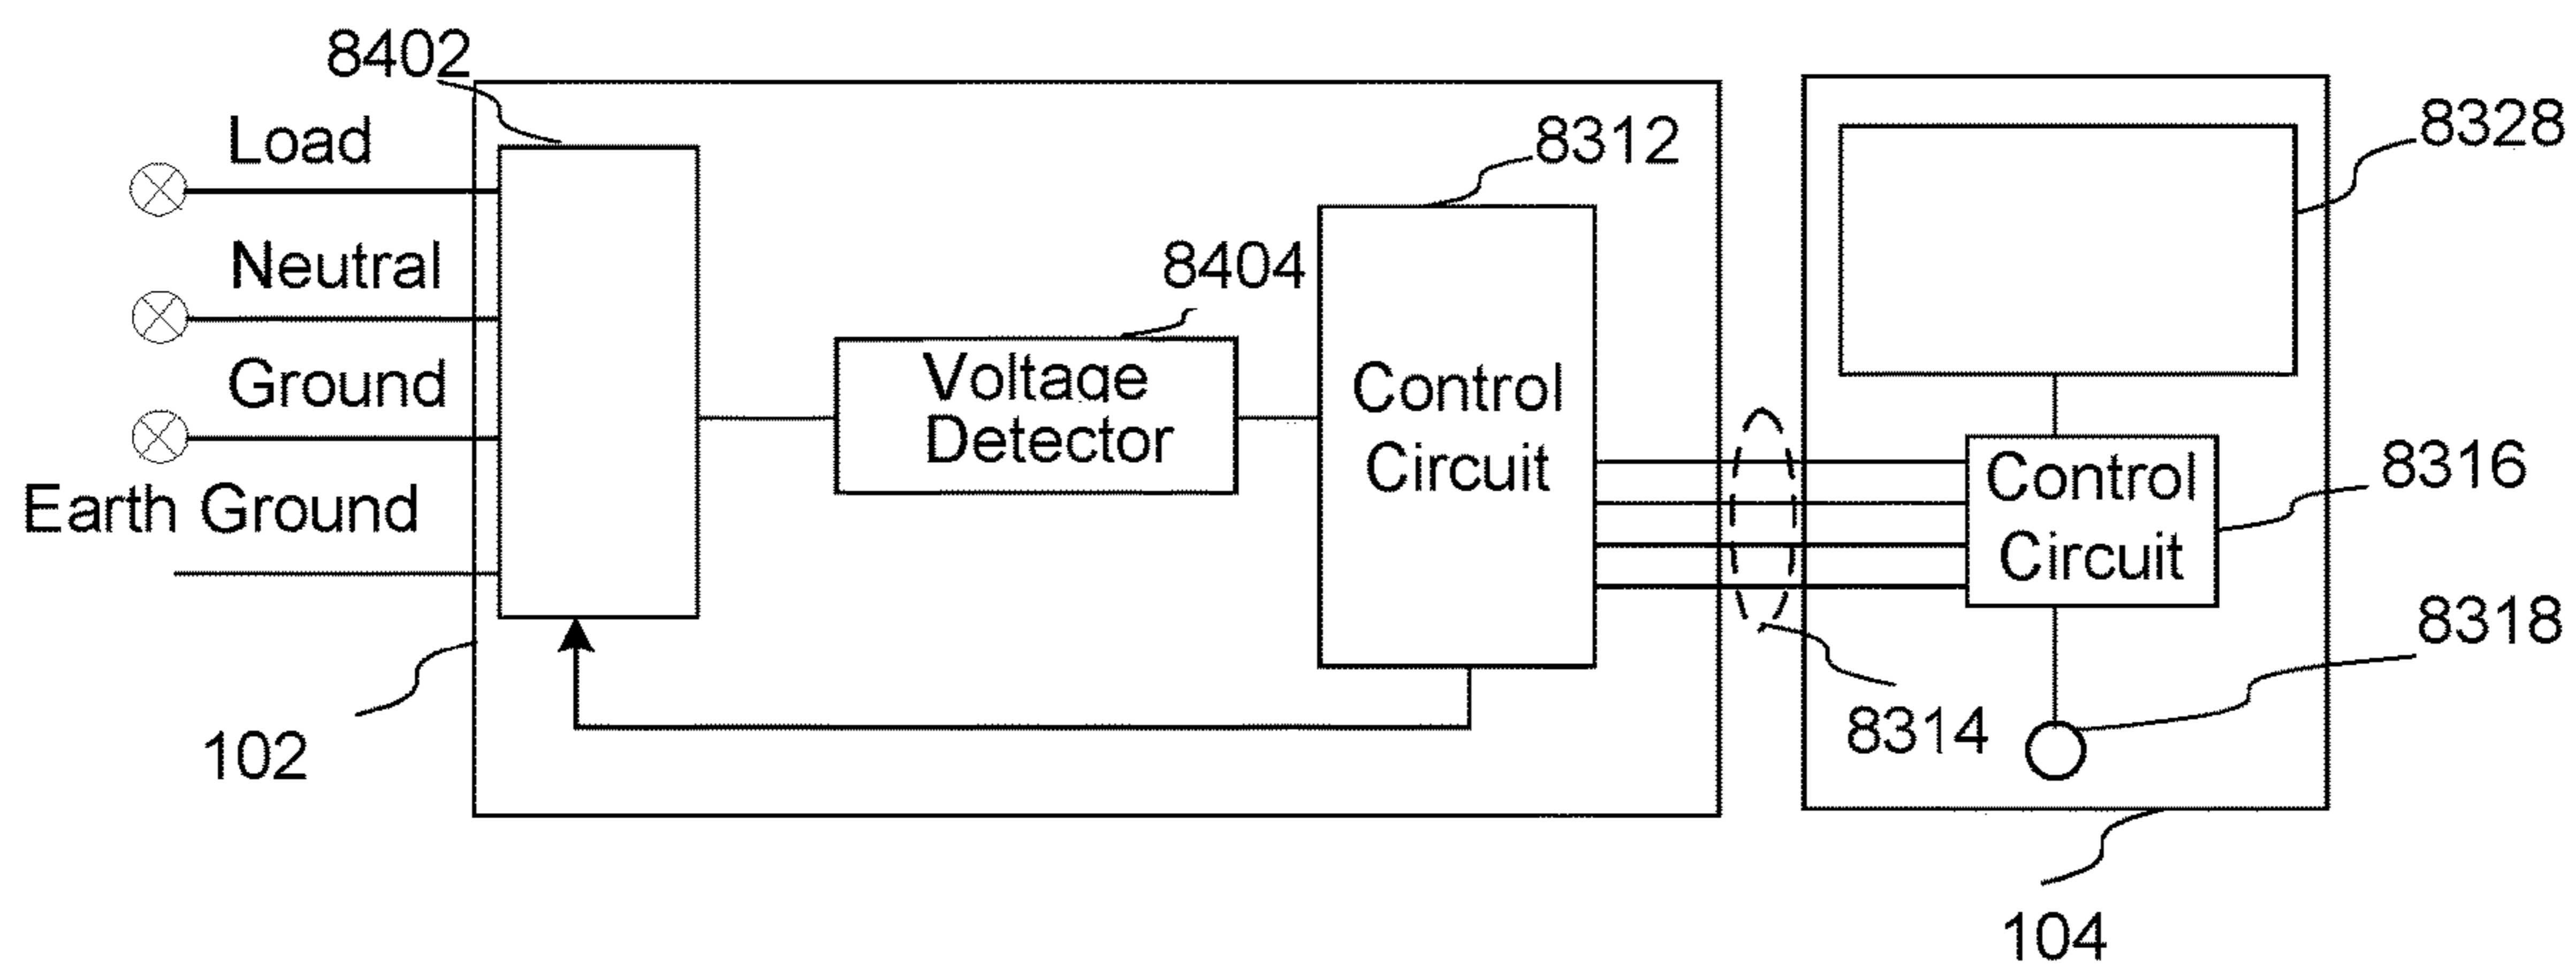 8402
Load
8312
8328
Neutral
8404
Ground
Voltage
Detector
Control
Circuit
Control
Circuit
8316
Earth Ground
8318
8314
102
104